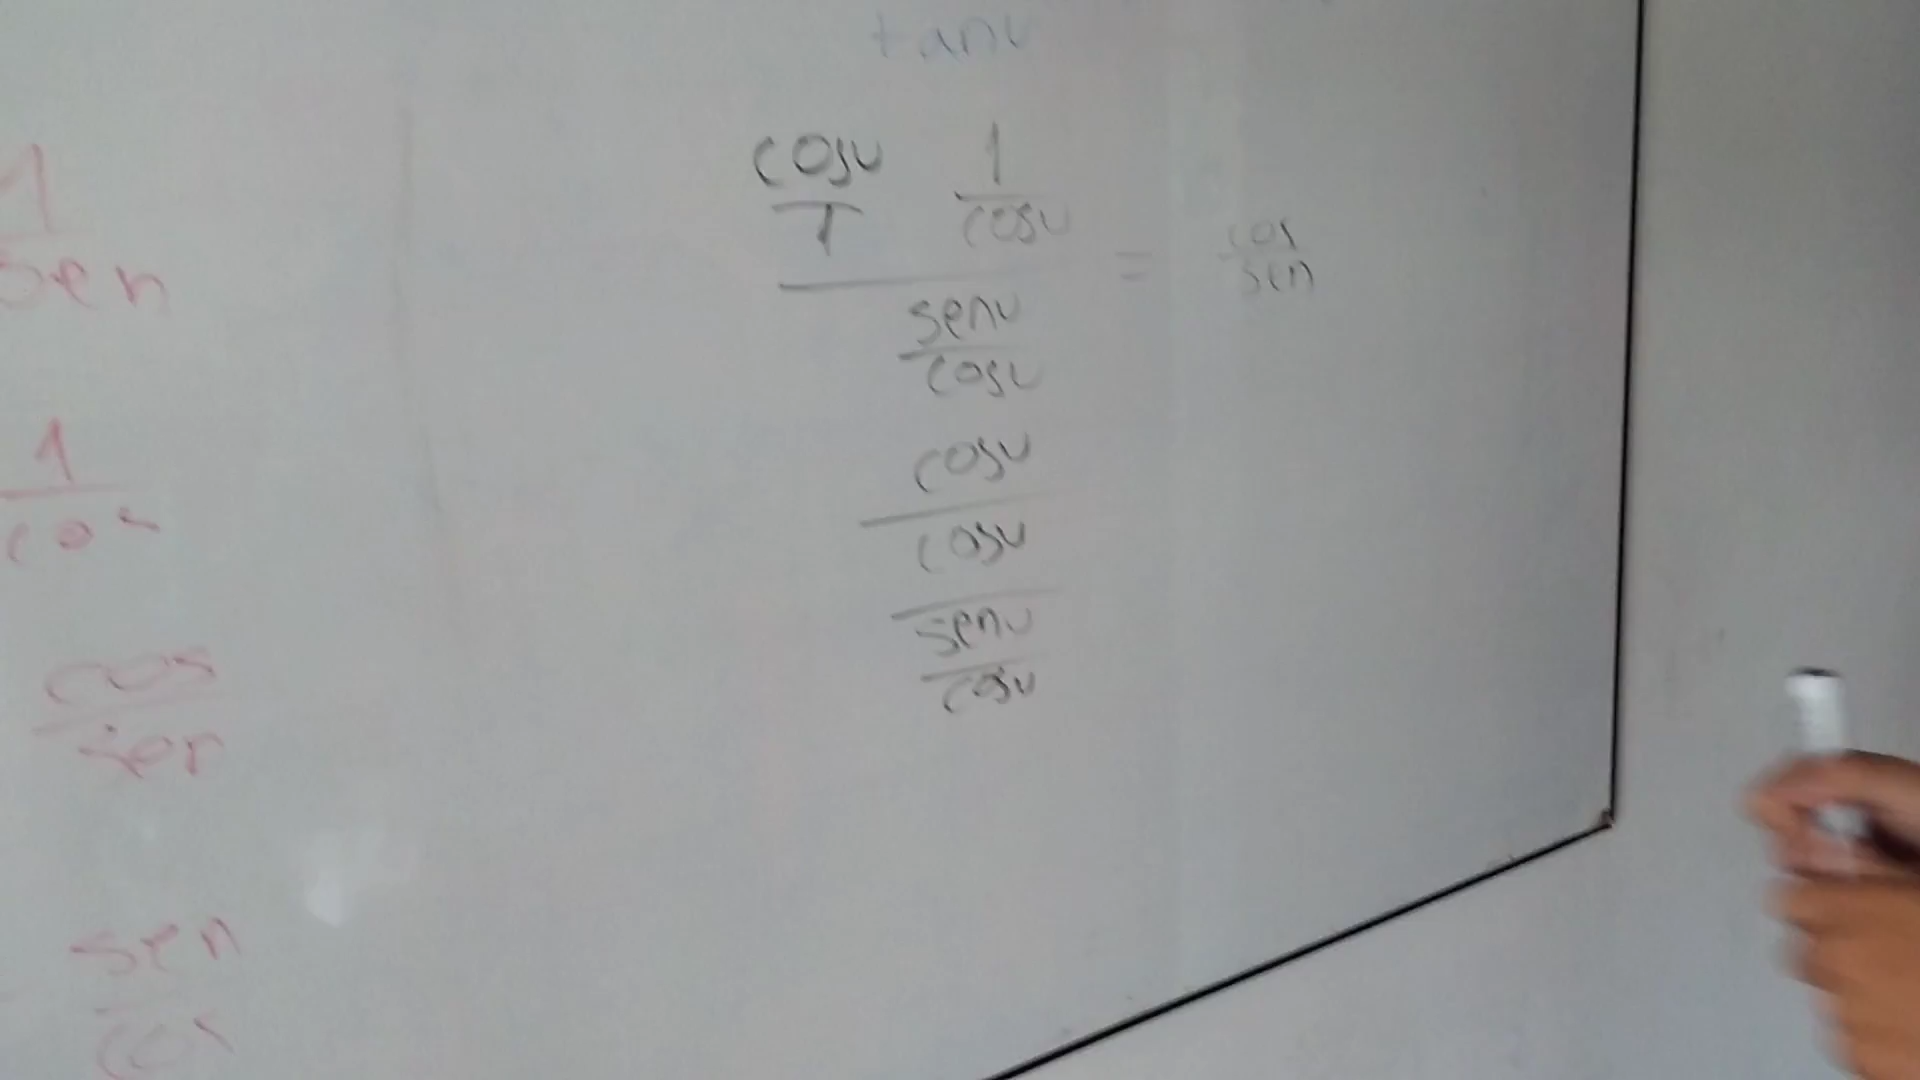 tanu
cosu 1
1 cosu
= cos
sen
senu
cosu
cosu
cosu
senu
cosu
1
sen
1
cos
cos
sen
sen
cos